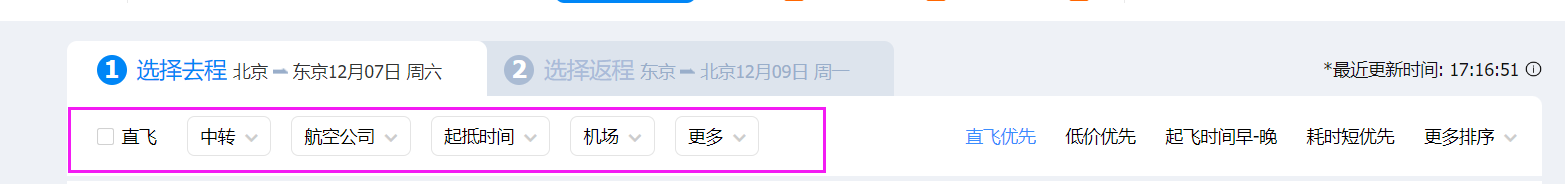 1 选择去程 北京 东京12月07日 周六
2 选择返程 东京 北京12月09日 周一
*最近更新时间: 17:16:51
直飞 中转 航空公司 起抵时间 机场 更多
直飞优先 低价优先 起飞时间早-晚 耗时短优先 更多排序